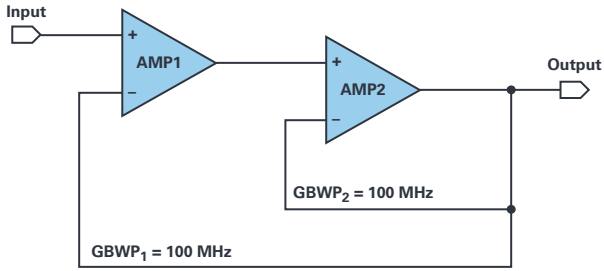 Input
+
AMP1
−
+
AMP2
−
Output
GBWP₂ = 100 MHz
GBWP₁ = 100 MHz